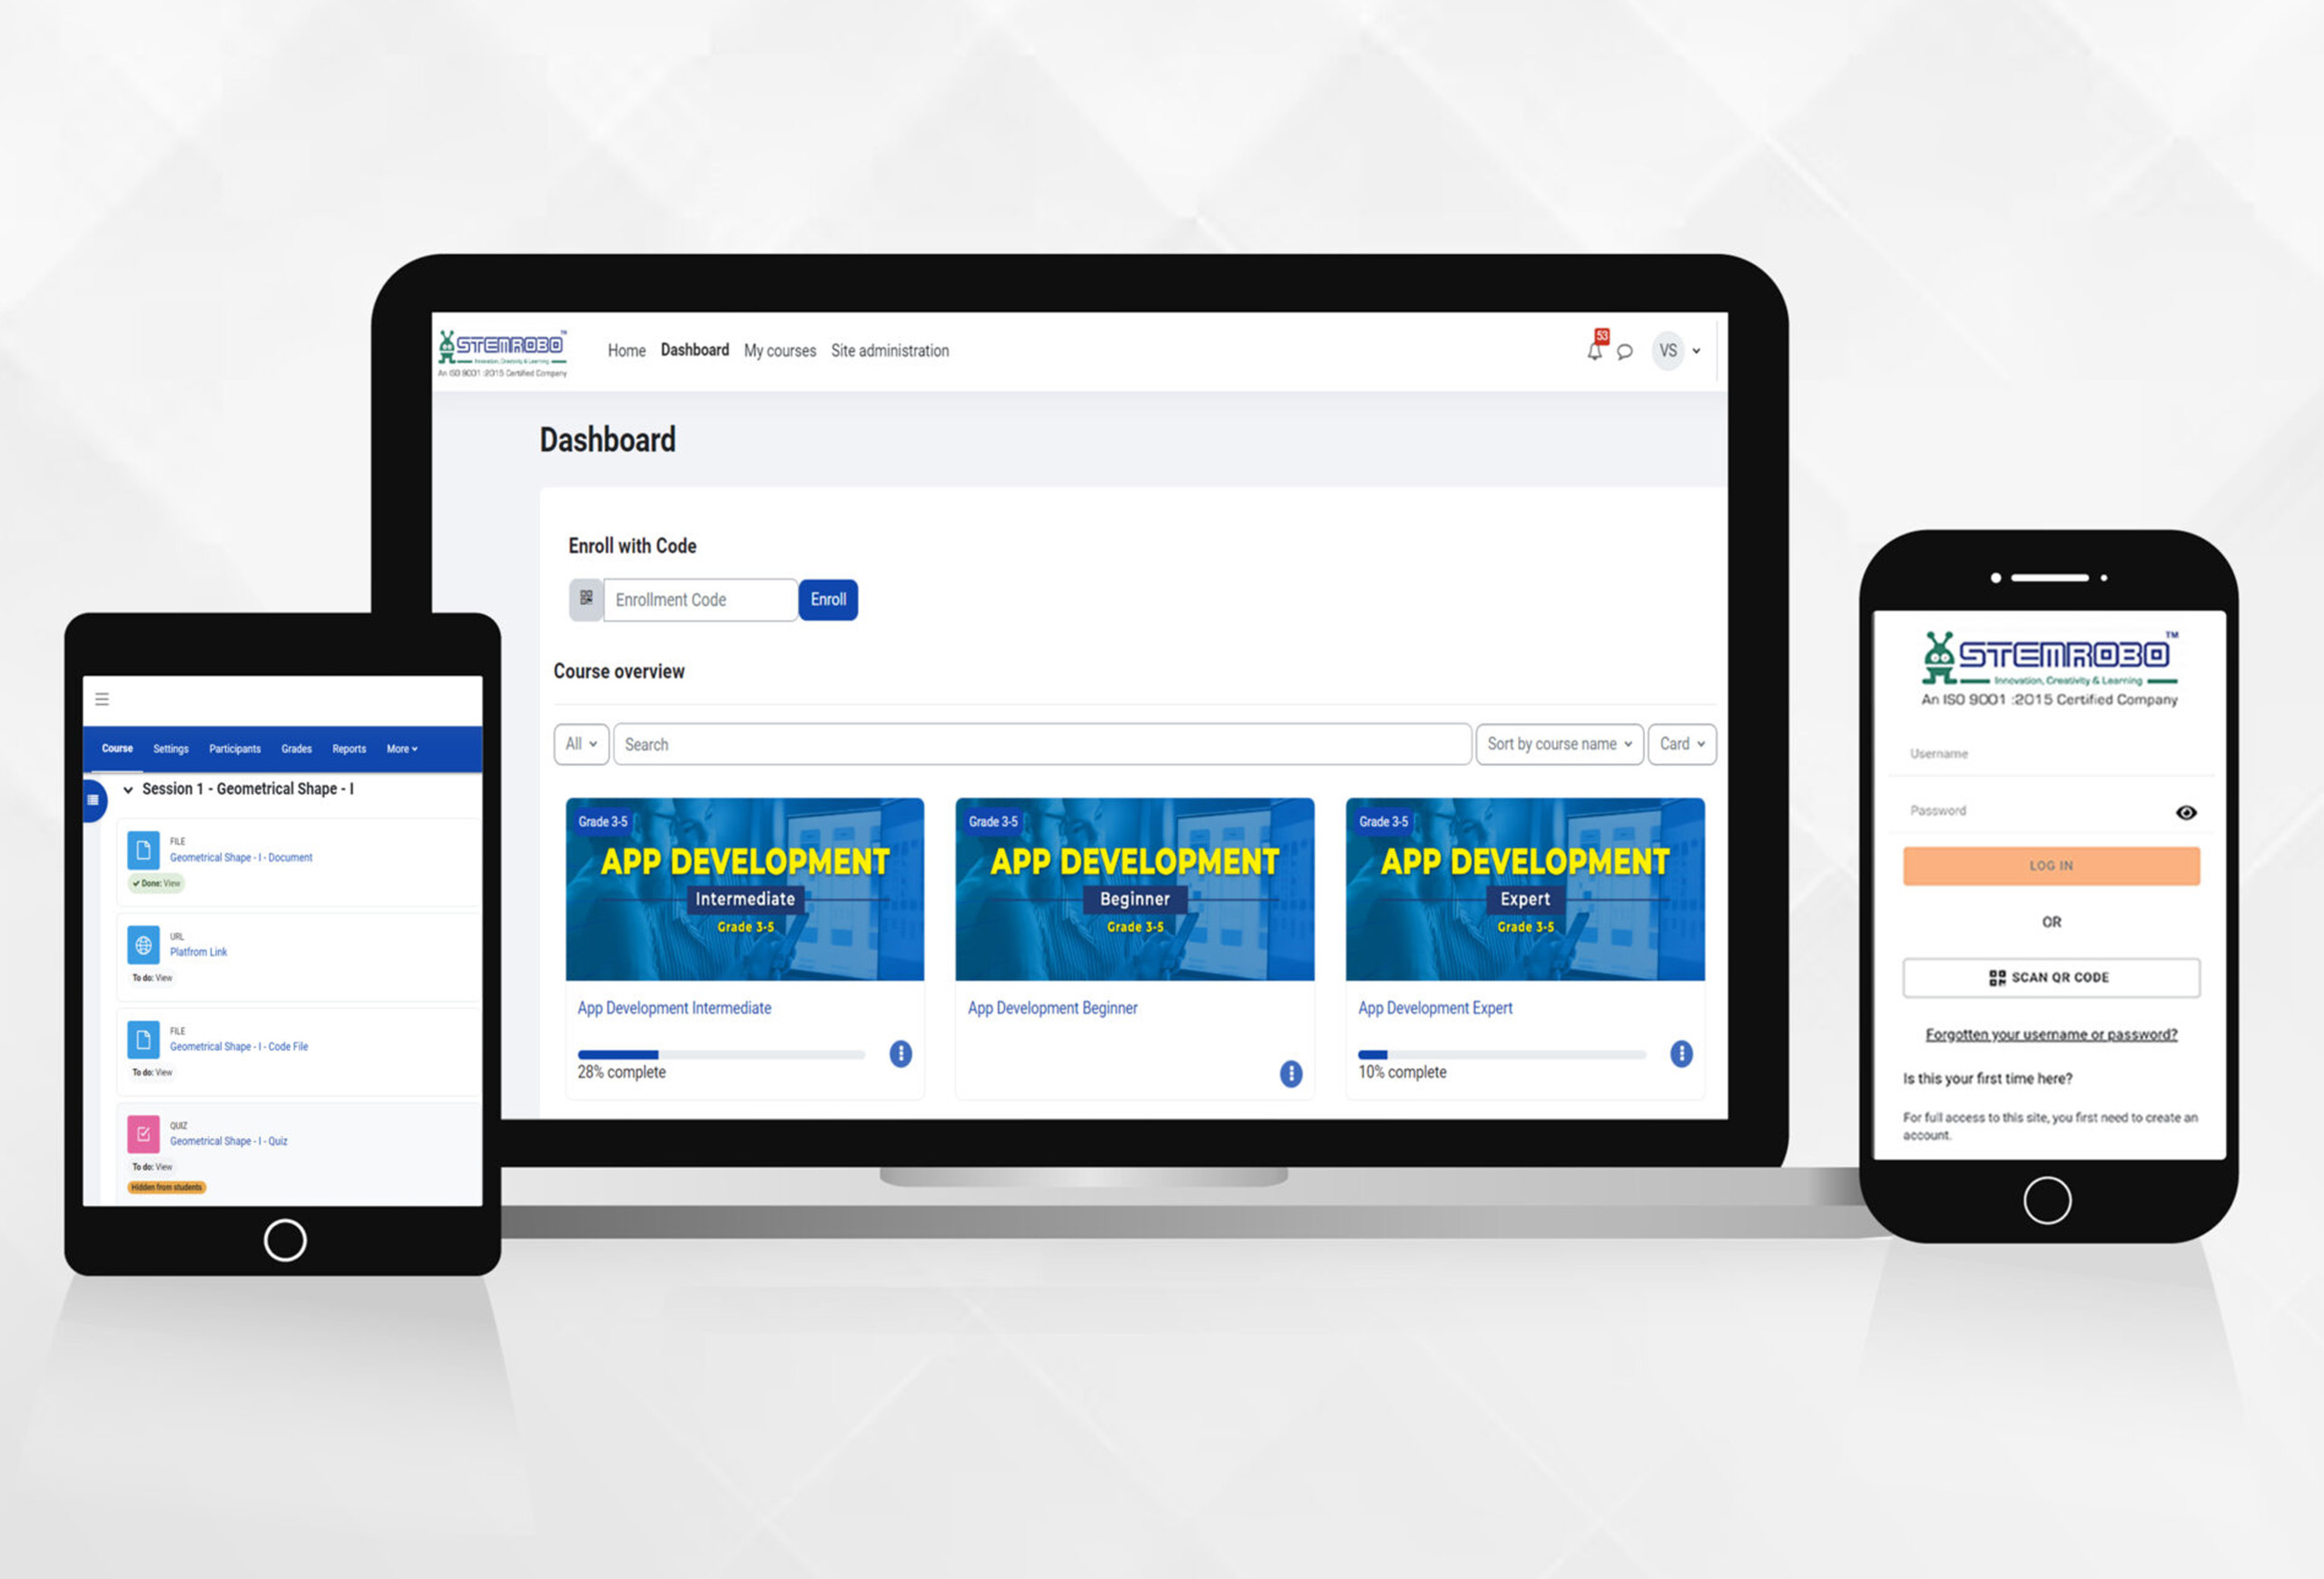 STEMROBO TM
Innovation, Creativity & Learning
An ISO 9001 :2015 Certified Company
Home Dashboard My courses Site administration
53
VS
Dashboard
Enroll with Code
Enrollment Code Enroll
Course overview
All Search Sort by course name Card
Grade 3-5
APP DEVELOPMENT
Intermediate
Grade 3-5
App Development Intermediate
28% complete
Grade 3-5
APP DEVELOPMENT
Beginner
Grade 3-5
App Development Beginner
Grade 3-5
APP DEVELOPMENT
Expert
Grade 3-5
App Development Expert
10% complete
Course Settings Participants Grades Reports More
Session 1 - Geometrical Shape - I
FILE
Geometrical Shape - I - Document
Done: View
URL
Platfrom Link
To do: View
FILE
Geometrical Shape - I - Code File
To do: View
QUIZ
Geometrical Shape - I - Quiz
To do: View
Hidden from students
STEMROBO TM
Innovation, Creativity & Learning
An ISO 9001 :2015 Certified Company
Username
Password
LOG IN
OR
SCAN QR CODE
Forgotten your username or password?
Is this your first time here?
For full access to this site, you first need to create an
account.